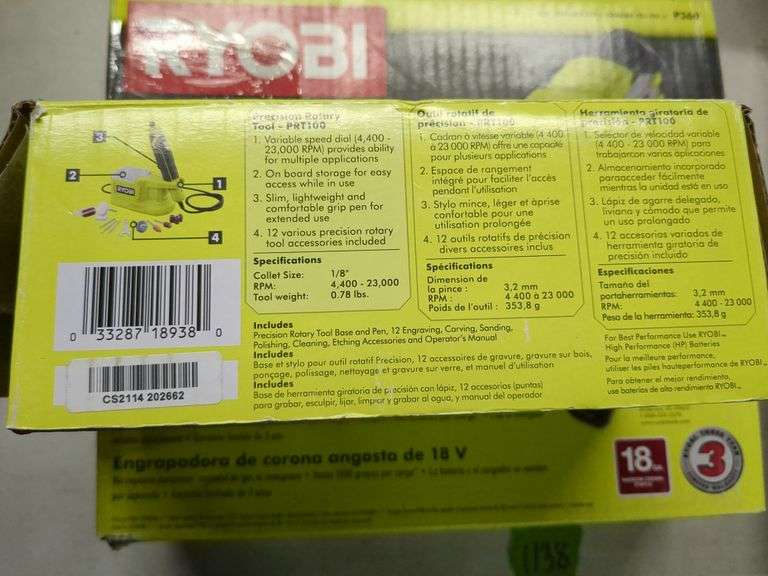 RYOBI
P360
Precision Rotary
Tool - PRT100
1. Variable speed dial (4,400 -
23,000 RPM) provides ability
for multiple applications
2. On board storage for easy
access while in use
3. Slim, lightweight and
comfortable grip pen for
extended use
4. 12 various precision rotary
tool accessories included
Specifications
Collet Size: 1/8"
RPM: 4,400 - 23,000
Tool weight: 0.78 lbs.
Outil rotatif de
précision - PRT100
1. Cadran à vitesse variable (4 400
à 23 000 RPM) offre une capacité
pour plusieurs applications
2. Espace de rangement
intégré pour faciliter l'accès
pendant l'utilisation
3. Stylo mince, léger et àprise
confortable pour une
utilisation prolongée
4. 12 outils rotatifs de précision
divers accessoires inclus
Spécifications
Dimension de
la pince : 3,2 mm
RPM : 4 400 à 23 000
Poids de l'outil : 353,8 g
Herramienta giratoria de
precisión - PRT100
1. Selector de velocidad variable
(4 400 - 23 000 RPM) para
trabajarcon varias aplicaciones
2. Almacenamiento incorporado
paraacceder fácilmente
mientras la unidad está en uso
3. Lápiz de agarre delegado,
liviana y cómodo que permite
un uso prolongado
4. 12 accesorios variados de
herramienta giratoria de
precisión incluido
Especificaciones
Tamaño del
portaherramientas: 3,2 mm
RPM: 4 400 - 23 000
Peso de la herramienta: 353,8 g
3
2
1
RYOBI
4
0 33287 18938 0
CS2114 202662
Includes
Precision Rotary Tool Base and Pen, 12 Engraving, Carving, Sanding,
Polishing, Cleaning, Etching Accessories and Operator's Manual
Includes
Base et stylo pour outil rotatif Précision, 12 accessoires de gravure, gravure sur bois,
ponçage, polissage, nettoyage et gravure sur verre, et manuel d'utilisation
Includes
Base de herramienta giratoria de precisión con lápiz, 12 accesorios (puntas)
para grabar, esculpir, lijar, limpiar y grabar al agua, y manual del operador
For Best Performance Use RYOBI™
High Performance (HP) Batteries
Pour la meilleure performance,
utiliser les piles hauteperformance de RYOBI™
Para obtener el mejor rendimiento,
use baterías de alto rendimiento RYOBI™
Engrapadora de corona angosta de 18 V
18
3
1138